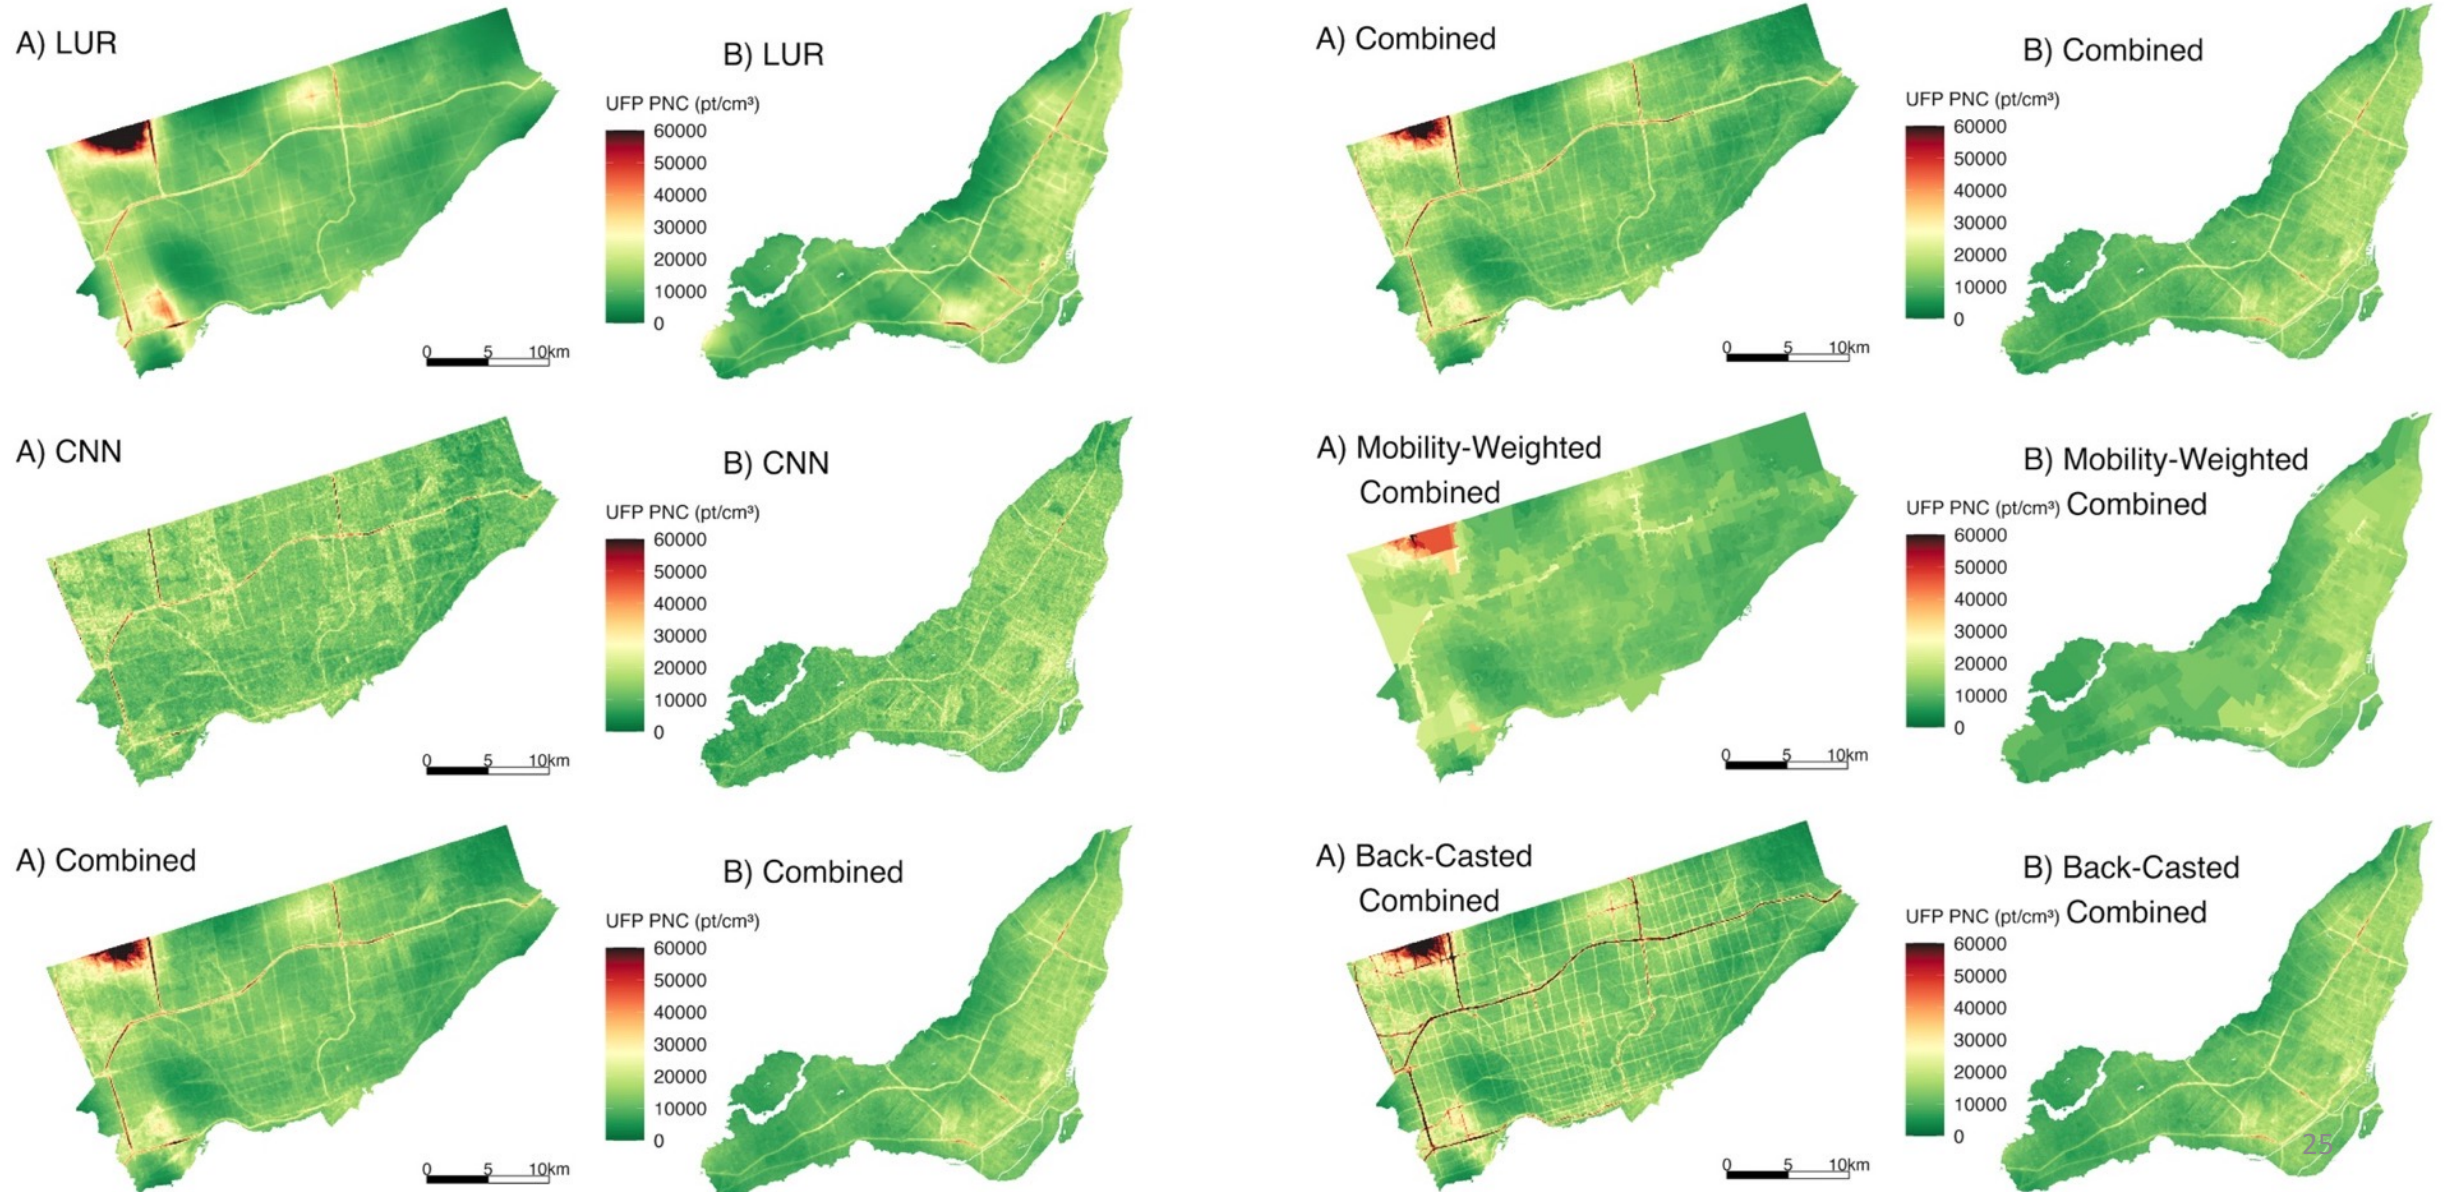 A) LUR
B) LUR
UFP PNC (pt/cm³)
60000
50000
40000
30000
20000
10000
0
0 5 10km
A) Combined
B) Combined
UFP PNC (pt/cm³)
60000
50000
40000
30000
20000
10000
0
0 5 10km
A) CNN
B) CNN
UFP PNC (pt/cm³)
60000
50000
40000
30000
20000
10000
0
0 5 10km
A) Mobility-Weighted
Combined
B) Mobility-Weighted
Combined
UFP PNC (pt/cm³)
60000
50000
40000
30000
20000
10000
0
0 5 10km
A) Combined
B) Combined
UFP PNC (pt/cm³)
60000
50000
40000
30000
20000
10000
0
0 5 10km
A) Back-Casted
Combined
B) Back-Casted
Combined
UFP PNC (pt/cm³)
60000
50000
40000
30000
20000
10000
0
0 5 10km
25